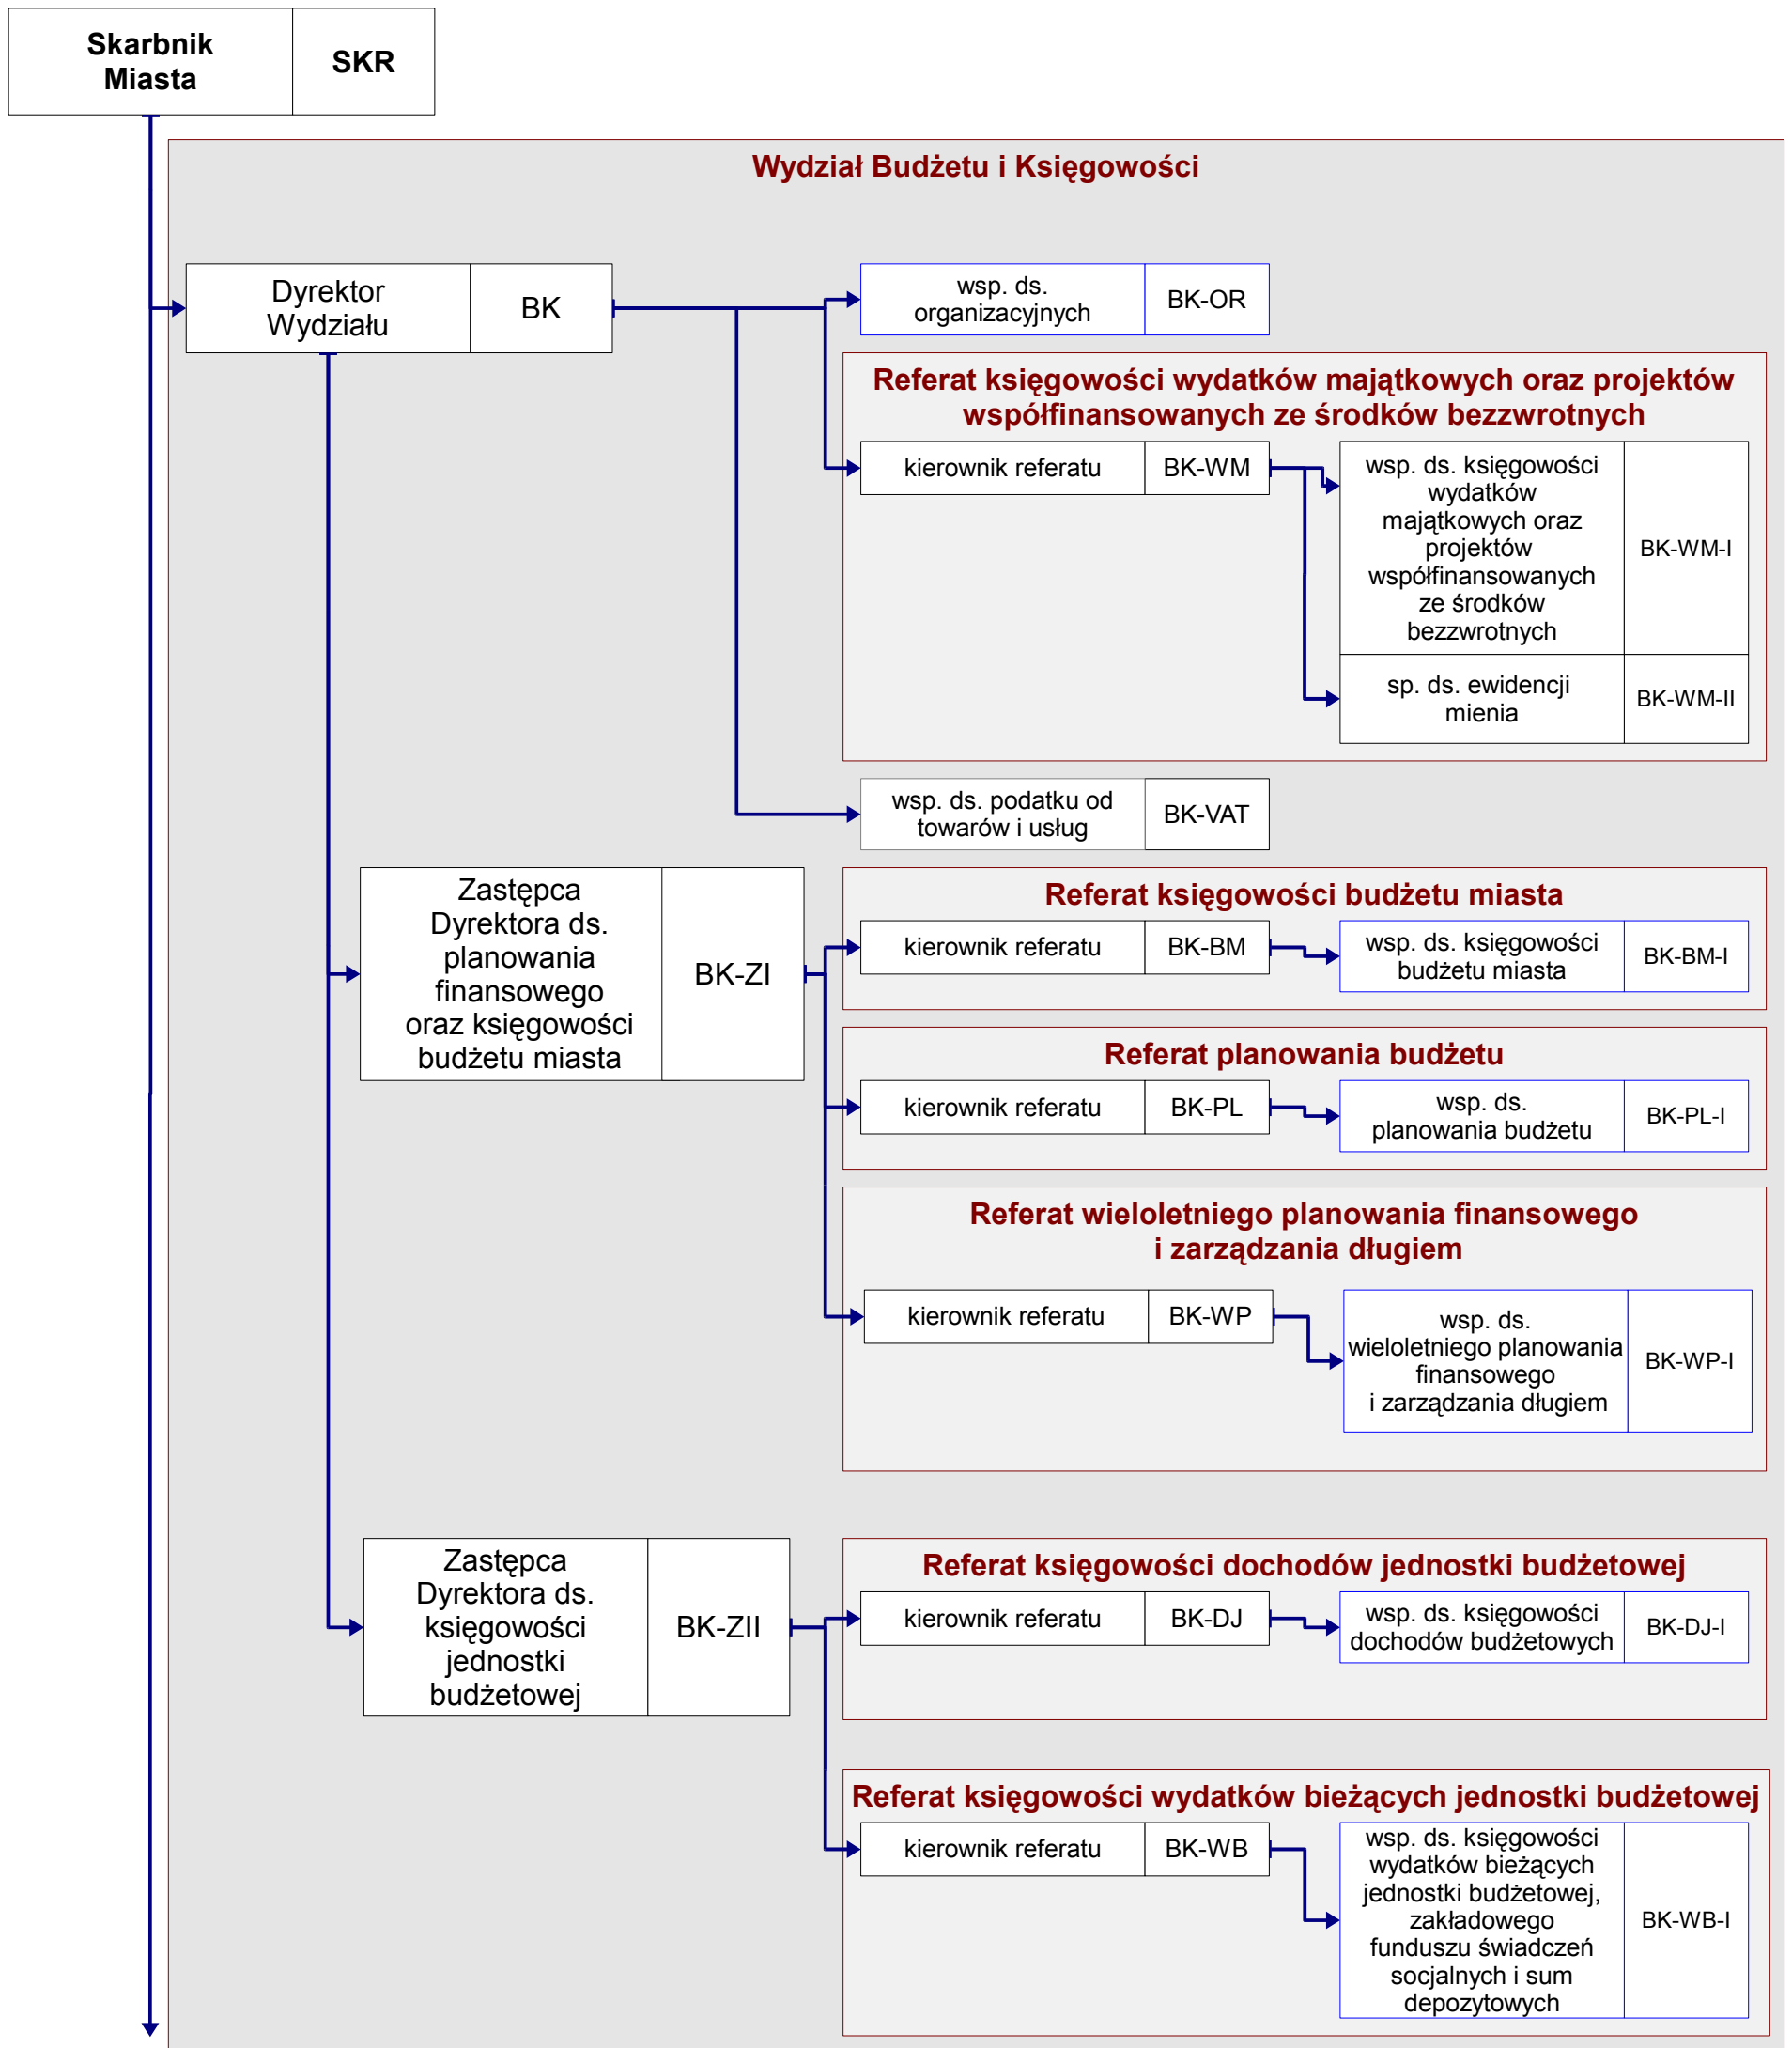 Skarbnik
Miasta
SKR
Wydział Budżetu i Księgowości
Dyrektor
Wydziału
BK
wsp. ds.
organizacyjnych
BK-OR
Referat księgowości wydatków majątkowych oraz projektów
współfinansowanych ze środków bezzwrotnych
kierownik referatu
BK-WM
wsp. ds. księgowości
wydatków
majątkowych oraz
projektów
współfinansowanych
ze środków
bezzwrotnych
BK-WM-I
sp. ds. ewidencji
mienia
BK-WM-II
wsp. ds. podatku od
towarów i usług
BK-VAT
Zastępca
Dyrektora ds.
planowania
finansowego
oraz księgowości
budżetu miasta
BK-ZI
Referat księgowości budżetu miasta
kierownik referatu
BK-BM
wsp. ds. księgowości
budżetu miasta
BK-BM-I
Referat planowania budżetu
kierownik referatu
BK-PL
wsp. ds.
planowania budżetu
BK-PL-I
Referat wieloletniego planowania finansowego
i zarządzania długiem
kierownik referatu
BK-WP
wsp. ds.
wieloletniego planowania
finansowego
i zarządzania długiem
BK-WP-I
Zastępca
Dyrektora ds.
księgowości
jednostki
budżetowej
BK-ZII
Referat księgowości dochodów jednostki budżetowej
kierownik referatu
BK-DJ
wsp. ds. księgowości
dochodów budżetowych
BK-DJ-I
Referat księgowości wydatków bieżących jednostki budżetowej
kierownik referatu
BK-WB
wsp. ds. księgowości
wydatków bieżących
jednostki budżetowej,
zakładowego
funduszu świadczeń
socjalnych i sum
depozytowych
BK-WB-I